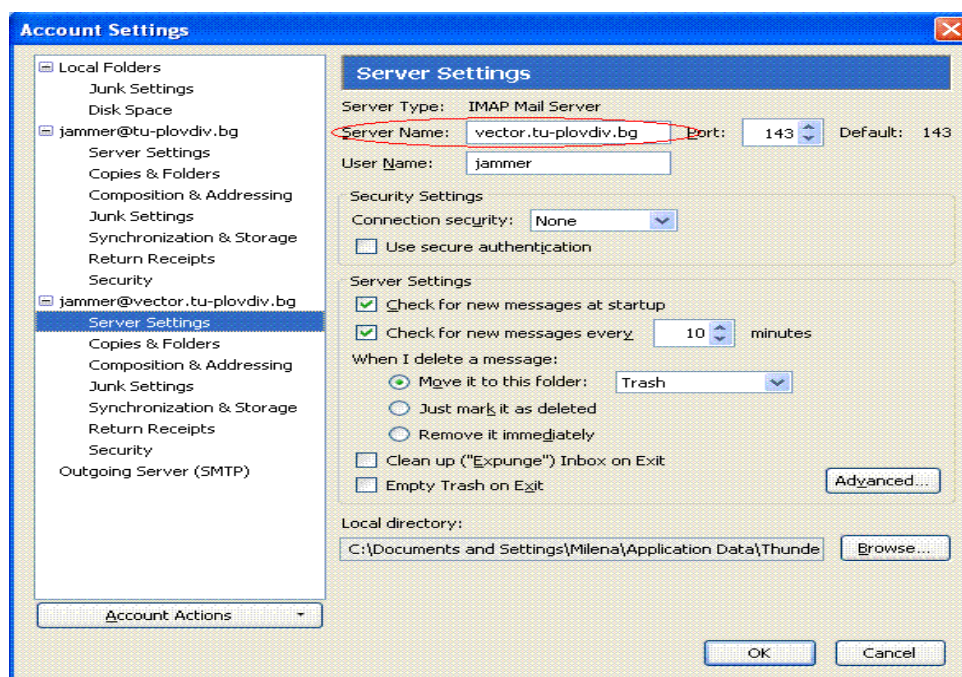 Account Settings
Local Folders
Junk Settings
Disk Space
jammer@tu-plovdiv.bg
Server Settings
Copies & Folders
Composition & Addressing
Junk Settings
Synchronization & Storage
Return Receipts
Security
jammer@vector.tu-plovdiv.bg
Server Settings
Copies & Folders
Composition & Addressing
Junk Settings
Synchronization & Storage
Return Receipts
Security
Outgoing Server (SMTP)
Account Actions
Server Settings
Server Type: IMAP Mail Server
Server Name: vector.tu-plovdiv.bg Port: 143 Default: 143
User Name: jammer
Security Settings
Connection security: None
Use secure authentication
Server Settings
Check for new messages at startup
Check for new messages every 10 minutes
When I delete a message:
Move it to this folder: Trash
Just mark it as deleted
Remove it immediately
Clean up ("Expunge") Inbox on Exit
Empty Trash on Exit
Advanced...
Local directory:
C:\Documents and Settings\Milena\Application Data\Thunde Browse...
OK Cancel